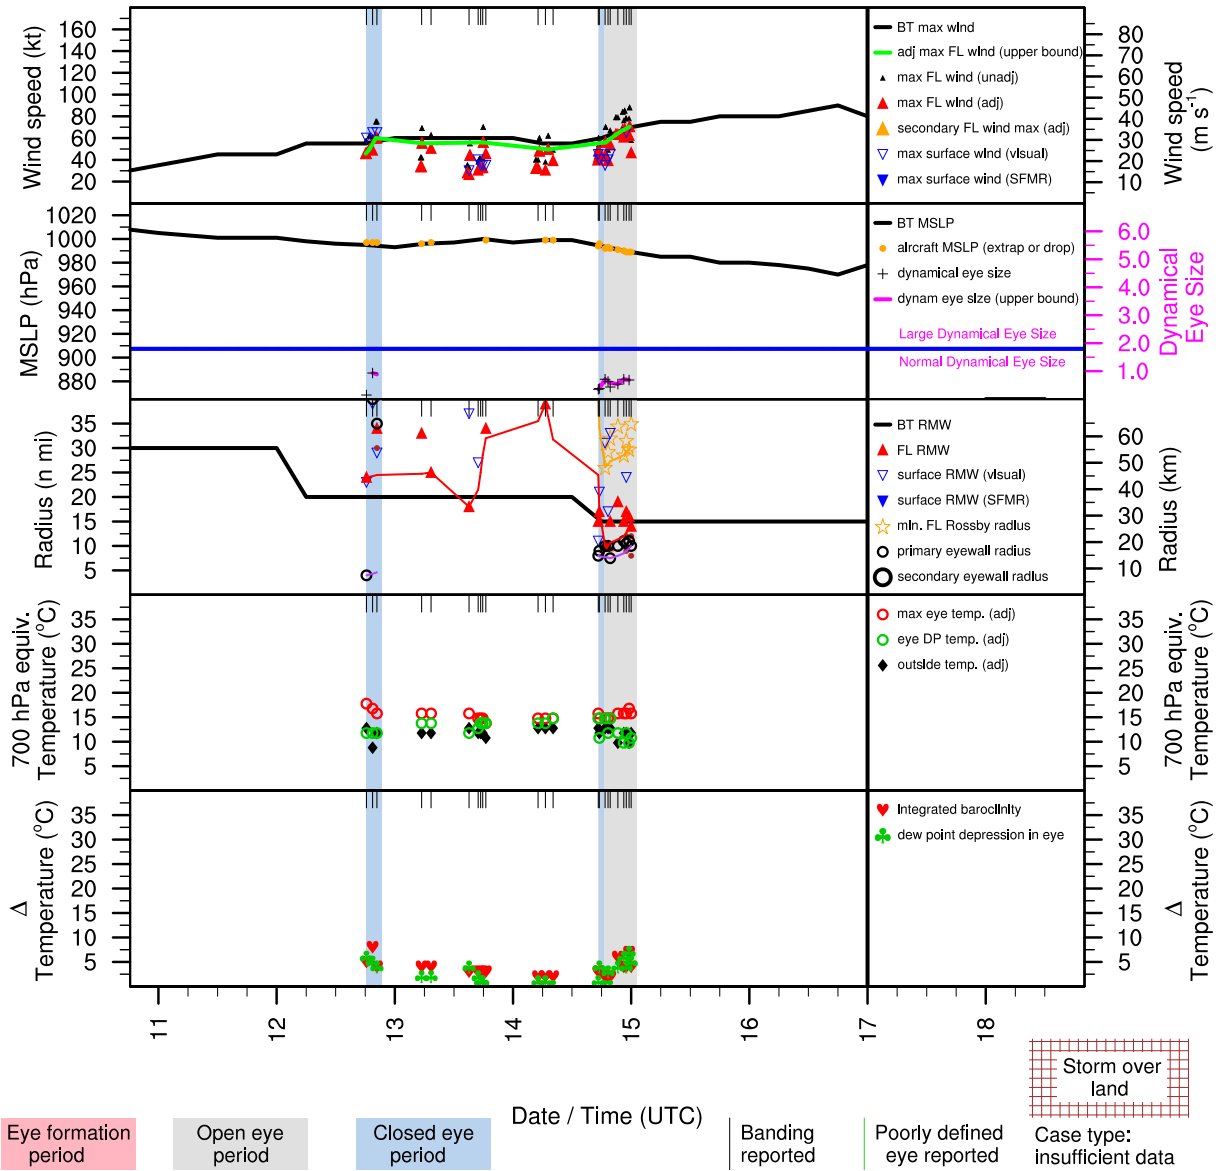 Wind speed (kt)
160
140
120
100
80
60
40
20
BT max wind
adj max FL wind (upper bound)
max FL wind (unadj)
max FL wind (adj)
secondary FL wind max (adj)
max surface wind (visual)
max surface wind (SFMR)
80
70
60
50
40
30
20
10
Wind speed
(m s-1)
MSLP (hPa)
1020
1000
980
960
940
920
900
880
BT MSLP
aircraft MSLP (extrap or drop)
dynamical eye size
dynam eye size (upper bound)
Large Dynamical Eye Size
Normal Dynamical Eye Size
6.0
5.0
4.0
3.0
2.0
1.0
Dynamical
Eye Size
Radius (n mi)
35
30
25
20
15
10
5
BT RMW
FL RMW
surface RMW (visual)
surface RMW (SFMR)
min. FL Rossby radius
primary eyewall radius
secondary eyewall radius
60
50
40
30
20
10
Radius (km)
700 hPa equiv.
Temperature (°C)
35
30
25
20
15
10
5
max eye temp. (adj)
eye DP temp. (adj)
outside temp. (adj)
35
30
25
20
15
10
5
700 hPa equiv.
Temperature (°C)
Δ
Temperature (°C)
35
30
25
20
15
10
5
integrated baroclinity
dew point depression in eye
35
30
25
20
15
10
5
Δ
Temperature (°C)
11
12
13
14
15
16
17
18
Date / Time (UTC)
Storm over
land
Eye formation
period
Open eye
period
Closed eye
period
Banding
reported
Poorly defined
eye reported
Case type:
insufficient data